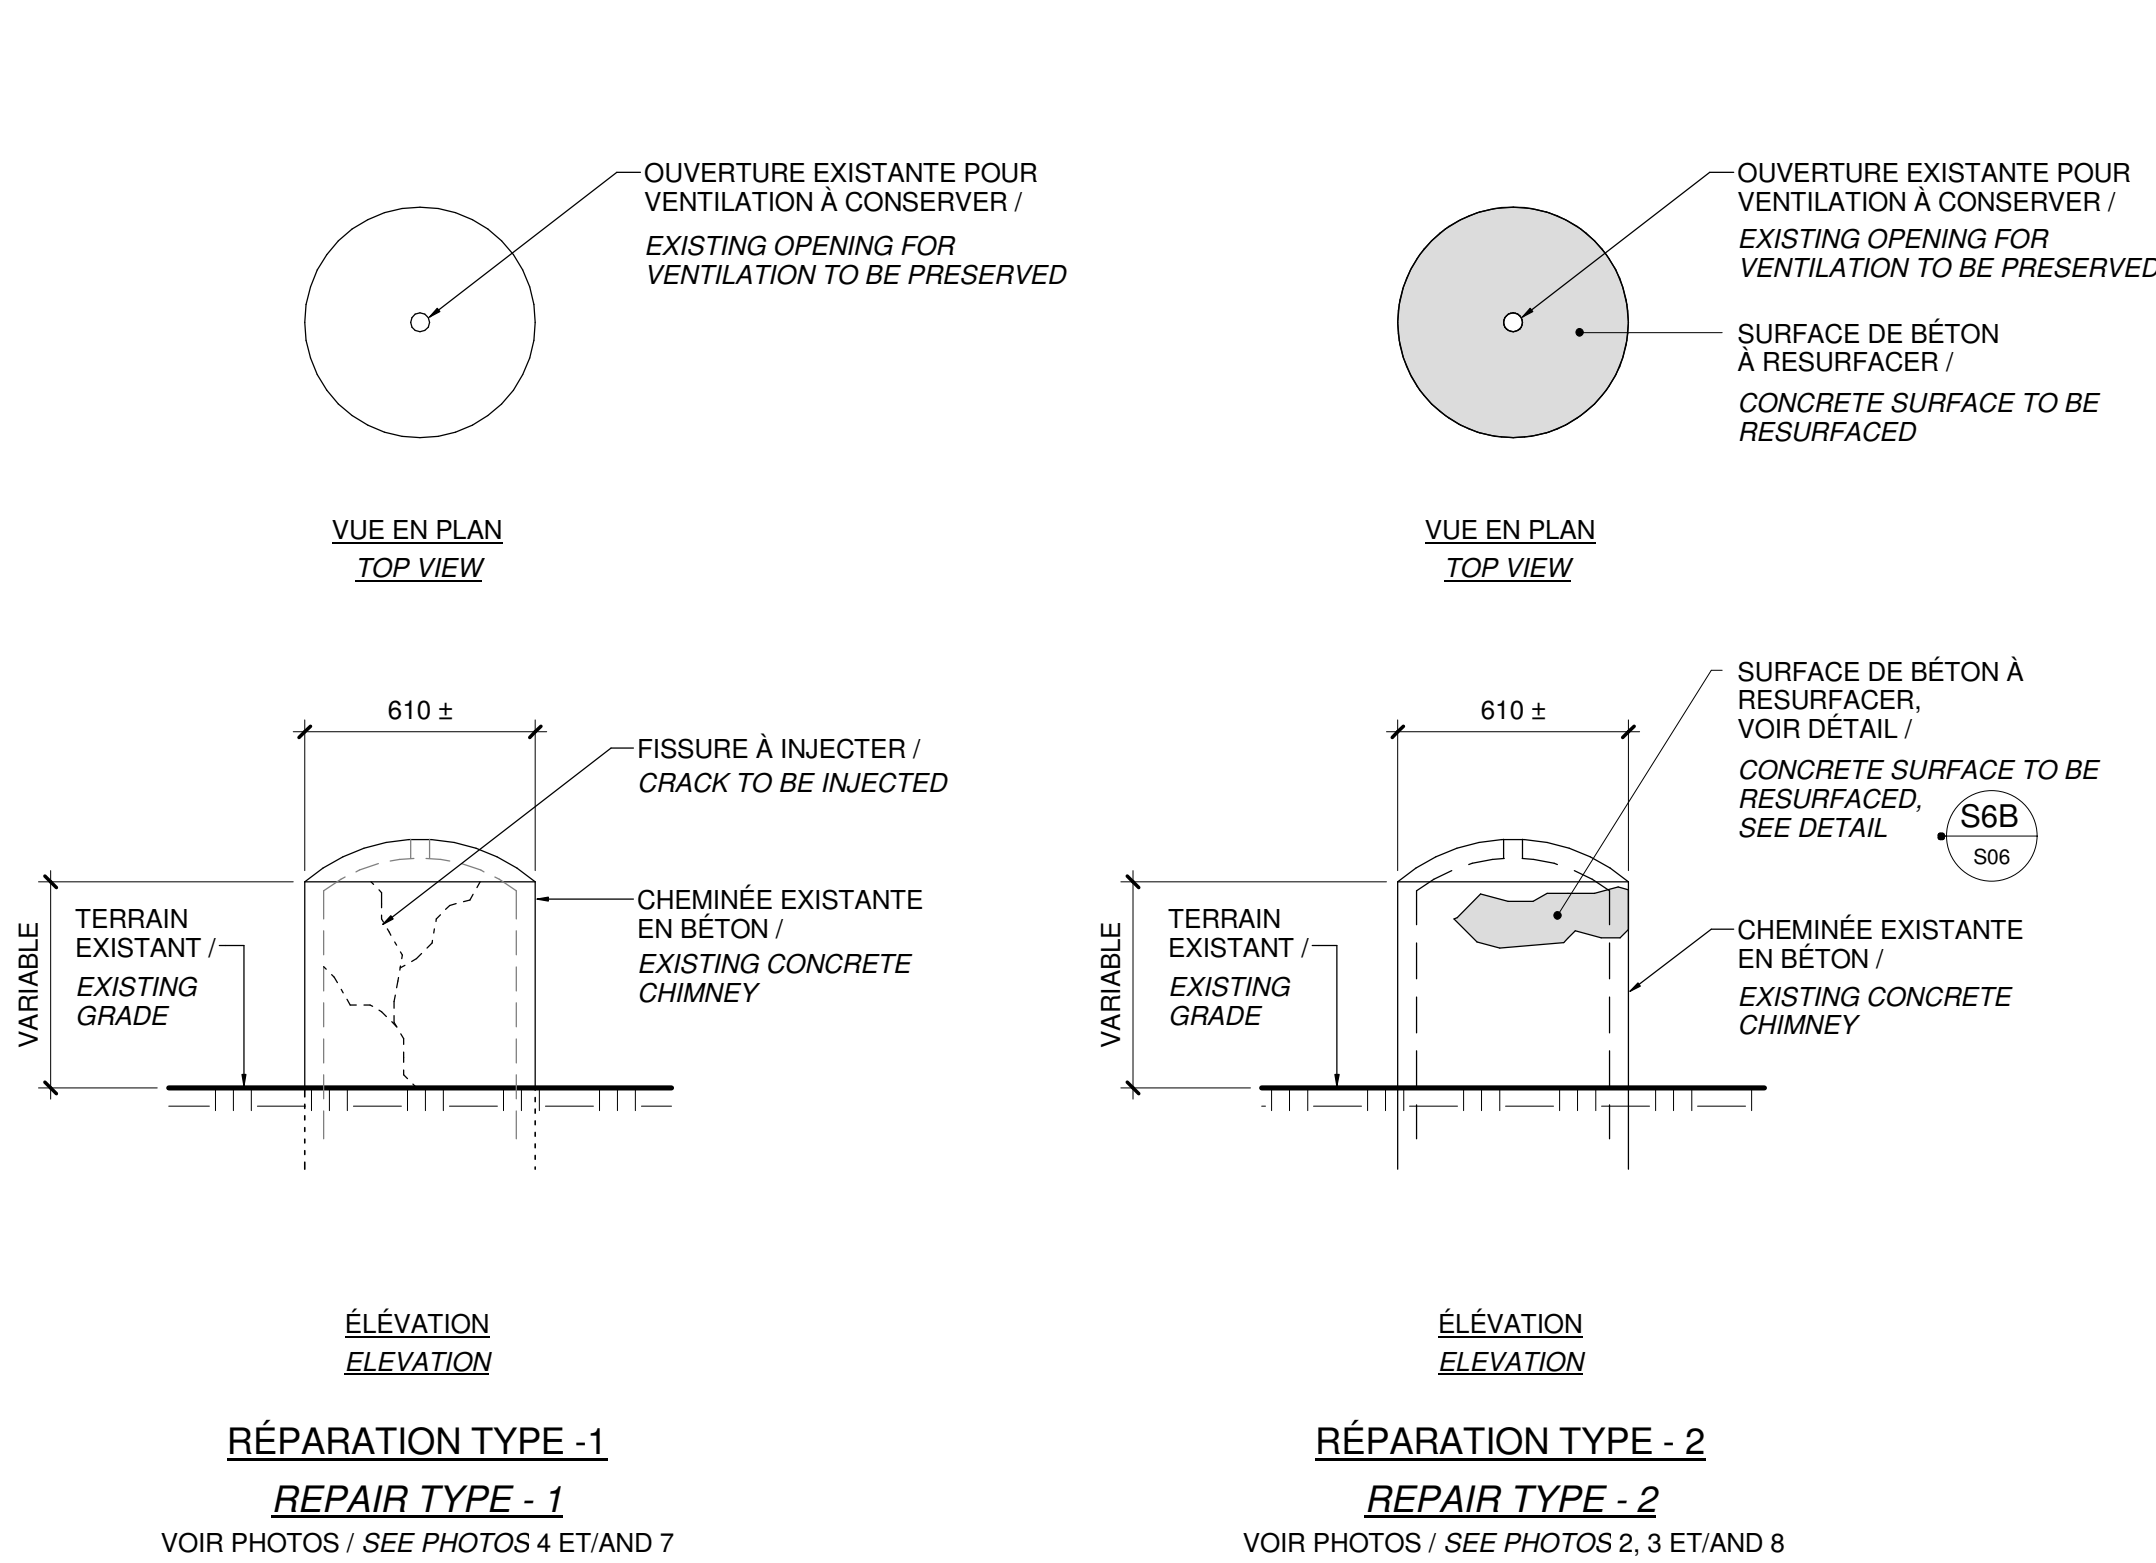 OUVERTURE EXISTANTE POUR
VENTILATION À CONSERVER /
EXISTING OPENING FOR
VENTILATION TO BE PRESERVED
VUE EN PLAN
TOP VIEW
610 ±
FISSURE À INJECTER /
CRACK TO BE INJECTED
CHEMINÉE EXISTANTE
EN BÉTON /
EXISTING CONCRETE
CHIMNEY
VARIABLE
TERRAIN
EXISTANT /
EXISTING
GRADE
ÉLÉVATION
ELEVATION
RÉPARATION TYPE -1
REPAIR TYPE - 1
VOIR PHOTOS / SEE PHOTOS 4 ET/AND 7
OUVERTURE EXISTANTE POUR
VENTILATION À CONSERVER /
EXISTING OPENING FOR
VENTILATION TO BE PRESERVED
SURFACE DE BÉTON
À RESURFACER /
CONCRETE SURFACE TO BE
RESURFACED
VUE EN PLAN
TOP VIEW
610 ±
SURFACE DE BÉTON À
RESURFACER,
VOIR DÉTAIL /
CONCRETE SURFACE TO BE
RESURFACED,
SEE DETAIL
S6B
S06
CHEMINÉE EXISTANTE
EN BÉTON /
EXISTING CONCRETE
CHIMNEY
VARIABLE
TERRAIN
EXISTANT /
EXISTING
GRADE
ÉLÉVATION
ELEVATION
RÉPARATION TYPE - 2
REPAIR TYPE - 2
VOIR PHOTOS / SEE PHOTOS 2, 3 ET/AND 8